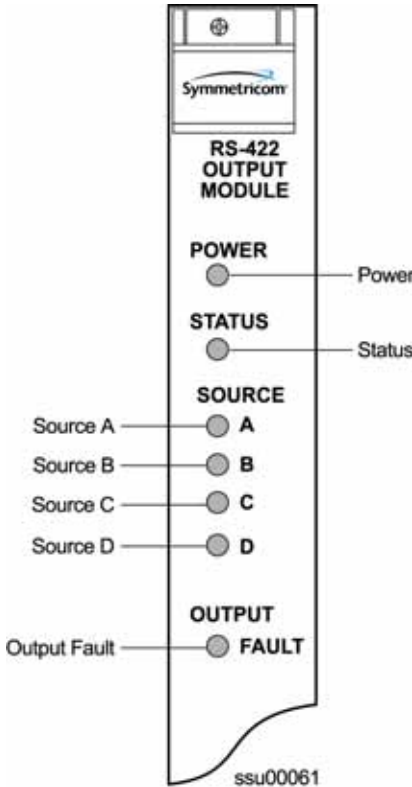 Symmetricom
RS-422
OUTPUT
MODULE
POWER
Power
STATUS
Status
SOURCE
Source A
A
Source B
B
Source C
C
Source D
D
OUTPUT
Output Fault
FAULT
ssu00061